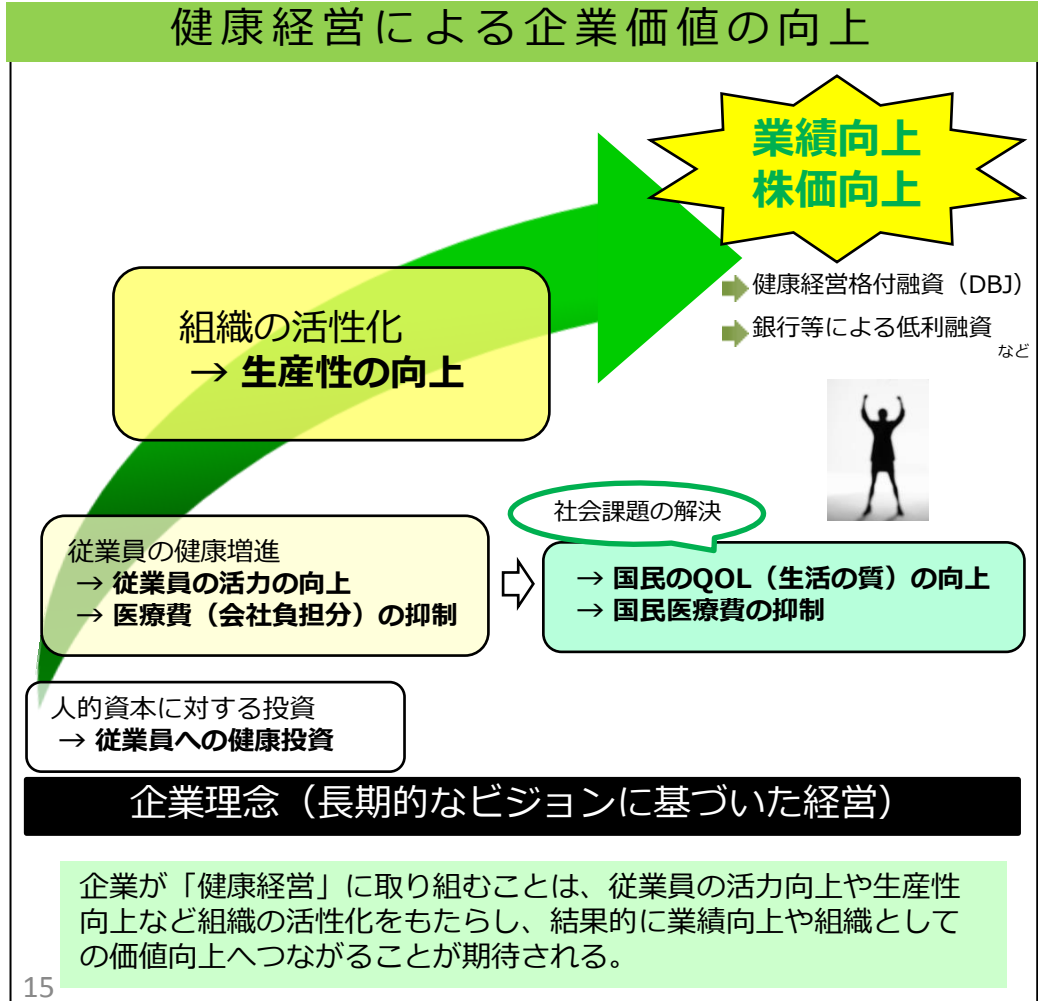 健康経営による企業価値の向上
業績向上
株価向上
健康経営格付融資（DBJ）
銀行等による低利融資
など
組織の活性化
→ 生産性の向上
社会課題の解決
従業員の健康増進
→ 従業員の活力の向上
→ 医療費（会社負担分）の抑制
→ 国民のQOL（生活の質）の向上
→ 国民医療費の抑制
人的資本に対する投資
→ 従業員への健康投資
企業理念（長期的なビジョンに基づいた経営）
企業が「健康経営」に取り組むことは、従業員の活力向上や生産性
向上など組織の活性化をもたらし、結果的に業績向上や組織として
の価値向上へつながることが期待される。
15